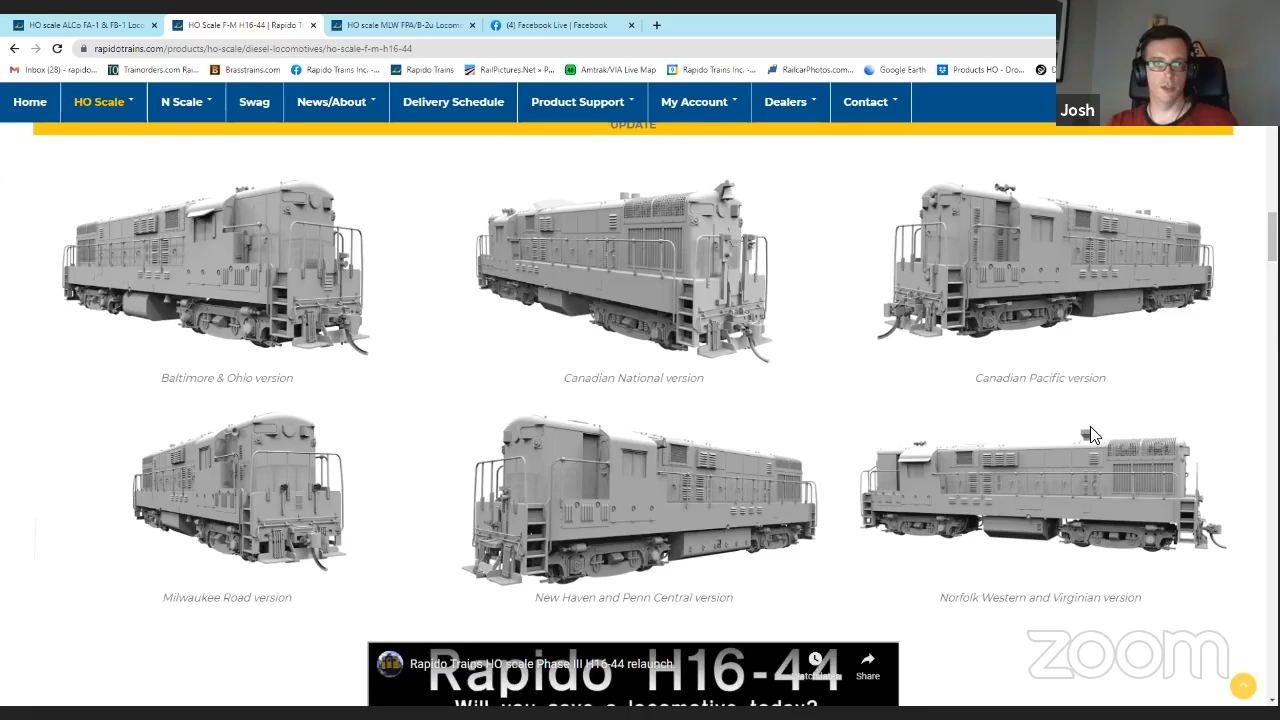 HO scale ALCo FA-1 & FB-1 Loco
HO Scale F-M H16-44 | Rapido Tr
HO scale MLW FPA/B-2u Locomo
(4) Facebook Live | Facebook
rapidotrains.com/products/ho-scale/diesel-locomotives/ho-scale-f-m-h16-44
Inbox (28) - rapido...
Trainorders.com Rai...
Brasstrains.com
Rapido Trains Inc. -...
Rapido Trains
RailPictures.Net » P...
Amtrak/VIA Live Map
Rapido Trains Inc. -...
RailcarPhotos.com...
Google Earth
Products HO - Dro...
Josh
Home
HO Scale
N Scale
Swag
News/About
Delivery Schedule
Product Support
My Account
Dealers
Contact
UPDATE
Baltimore & Ohio version
Canadian National version
Canadian Pacific version
Milwaukee Road version
New Haven and Penn Central version
Norfolk Western and Virginian version
Rapido Trains HO scale Phase III H16-44 relaunch
Share
Rapido H16-44
Will you save a locomotive today?
zoom